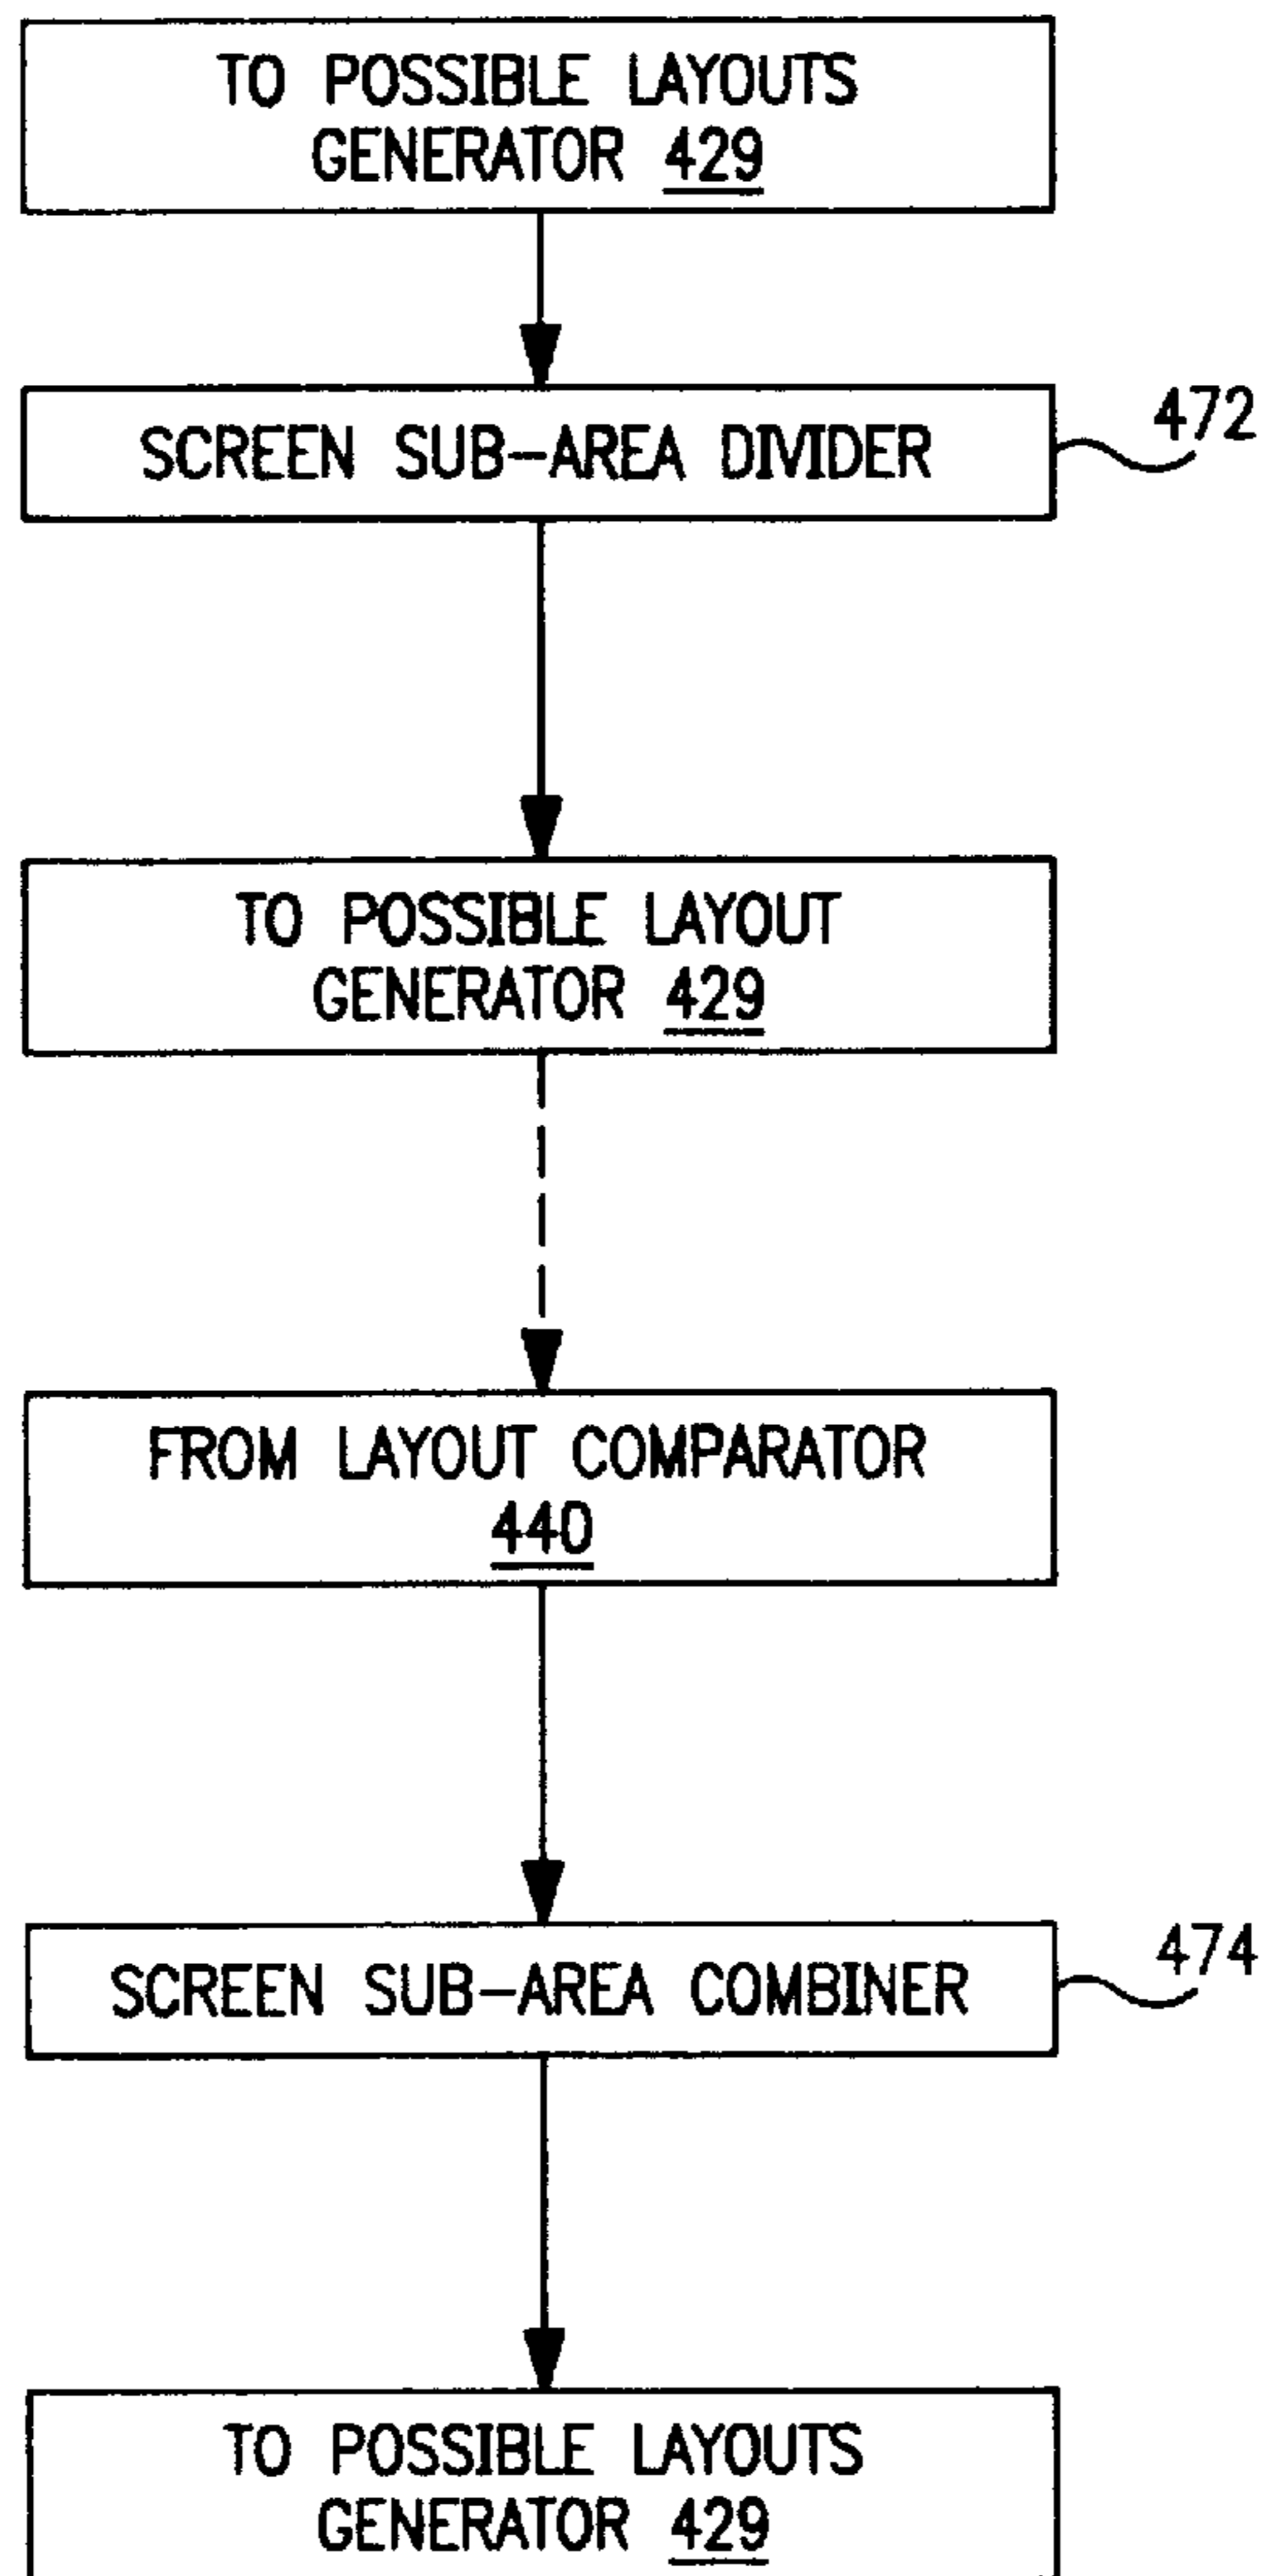 TO POSSIBLE LAYOUTS
GENERATOR 429
SCREEN SUB-AREA DIVIDER
472
TO POSSIBLE LAYOUT
GENERATOR 429
FROM LAYOUT COMPARATOR
440
SCREEN SUB-AREA COMBINER
474
TO POSSIBLE LAYOUTS
GENERATOR 429